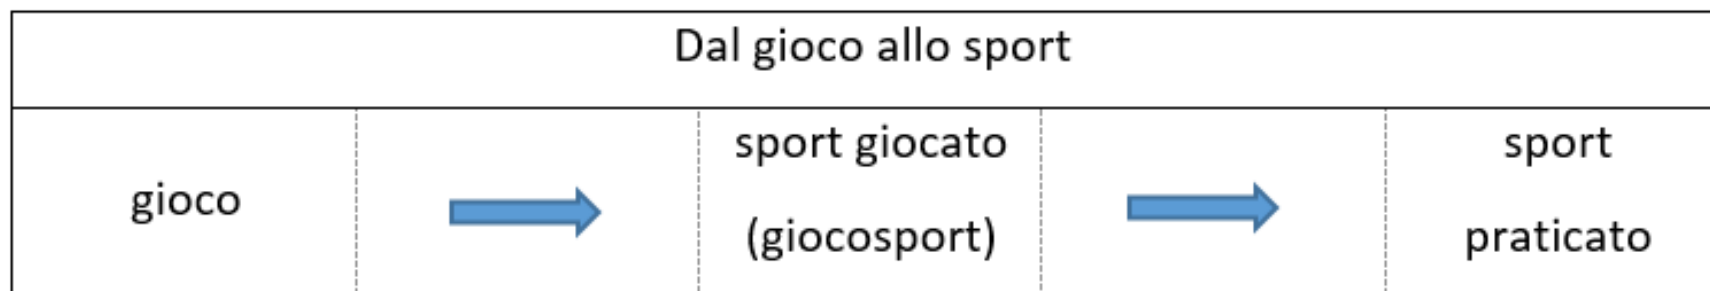 Dal gioco allo sport
gioco
sport giocato
(giocosport)
sport
praticato